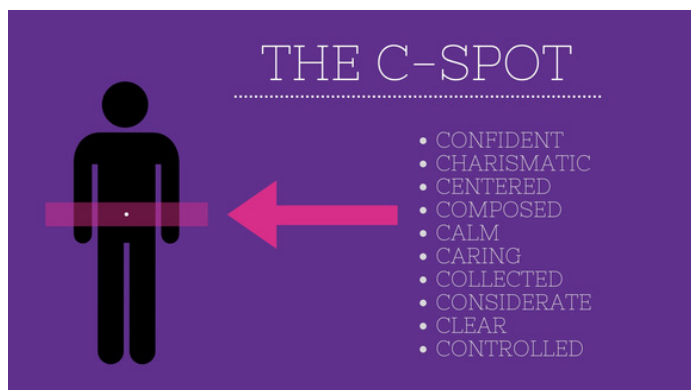 THE C-SPOT
• CONFIDENT
• CHARISMATIC
• CENTERED
• COMPOSED
• CALM
• CARING
• COLLECTED
• CONSIDERATE
• CLEAR
• CONTROLLED